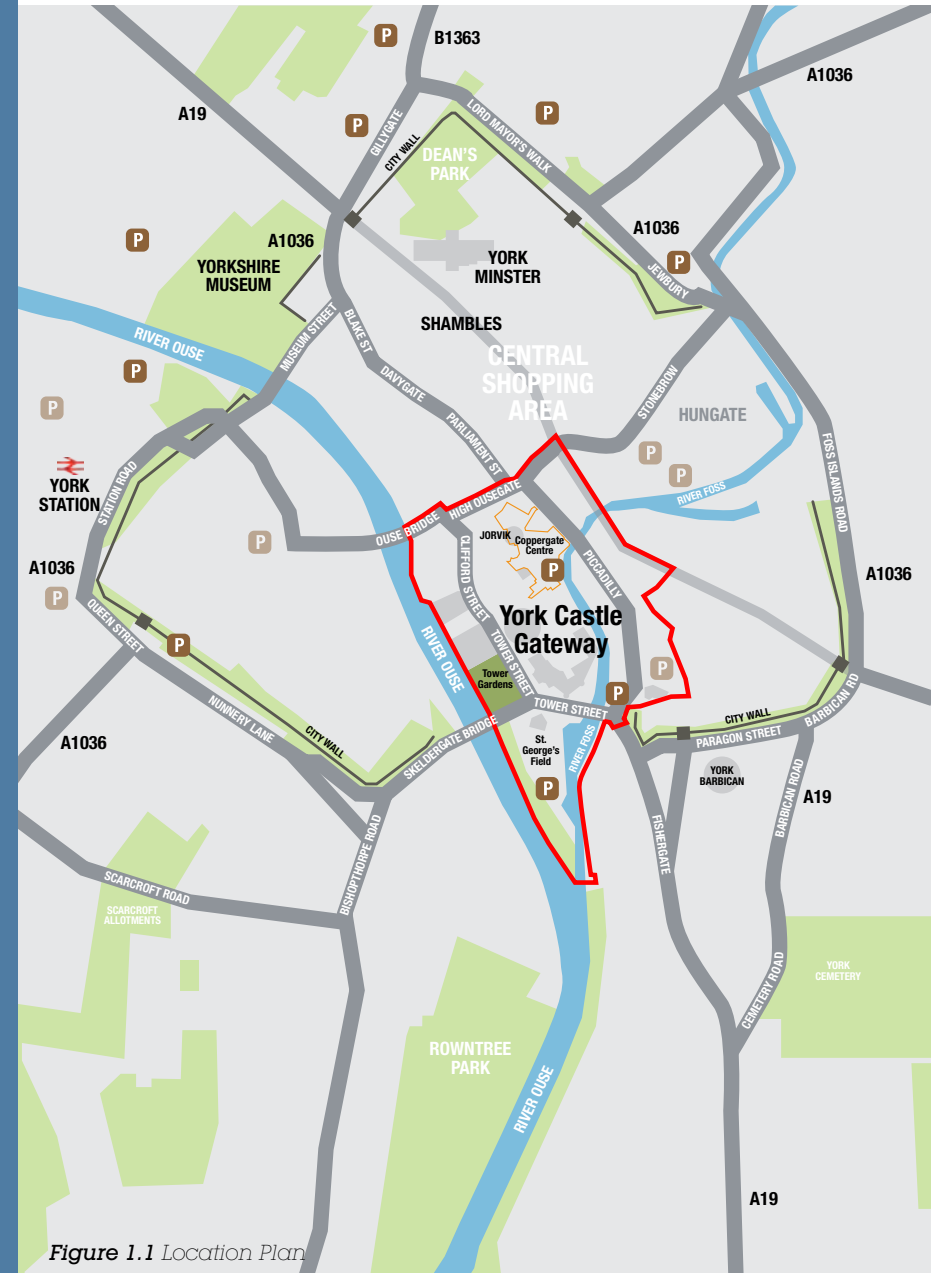 P
B1363
A1036
A19
P
P
GILLYGATE
LORD MAYOR'S WALK
CITY WALL
DEAN'S
PARK
P
A1036
A1036
YORKSHIRE
MUSEUM
YORK
MINSTER
P
JEWBURY
RIVER OUSE
MUSEUM STREET
BLAKE ST
SHAMBLES
CENTRAL
SHOPPING
AREA
P
DAVYGATE
STONEBROW
P
HUNGATE
PARLIAMENT ST
FOSS ISLANDS ROAD
YORK
STATION
STATION ROAD
P
P
RIVER FOSS
HIGH OUSEGATE
OUSE BRIDGE
P
JORVIK
Coppergate
Centre
CLIFFORD STREET
PICCADILLY
P
A1036
A1036
P
QUEEN STREET
York Castle
Gateway
P
RIVER OUSE
TOWER STREET
Tower
Gardens
P
P
TOWER STREET
NUNNERY LANE
CITY WALL
SKELDERGATE BRIDGE
CITY WALL
BARBICAN RD
PARAGON STREET
A1036
St.
George's
Field
RIVER FOSS
P
YORK
BARBICAN
A19
BARBICAN ROAD
FISHERGATE
BISHOPTHORPE ROAD
SCARCROFT ROAD
SCARCROFT
ALLOTMENTS
YORK
CEMETERY
CEMETERY ROAD
ROWNTREE
PARK
RIVER OUSE
A19
Figure 1.1 Location Plan